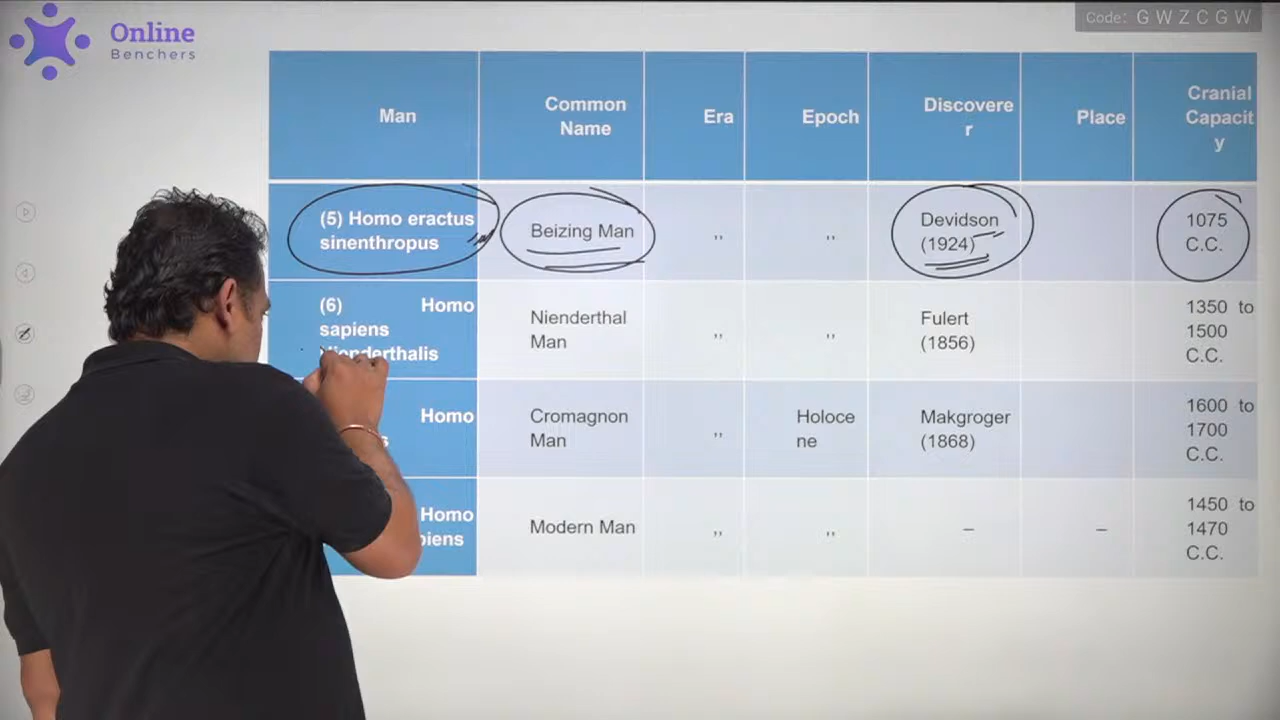 Online
Benchers
Code: G W Z C G W
Man
Common
Name
Era
Epoch
Discovere
r
Place
Cranial
Capacit
y
(5) Homo eractus
sinenthropus
Beizing Man
,,
,,
Devidson
(1924)
1075
C.C.
(6) Homo
sapiens
Nienderthal
Man
,,
,,
Fulert
(1856)
1350 to
1500
C.C.
Homo
Cromagnon
Man
,,
Holoce
ne
Makgroger
(1868)
1600 to
1700
C.C.
Homo
Modern Man
,,
,,
–
–
1450 to
1470
C.C.